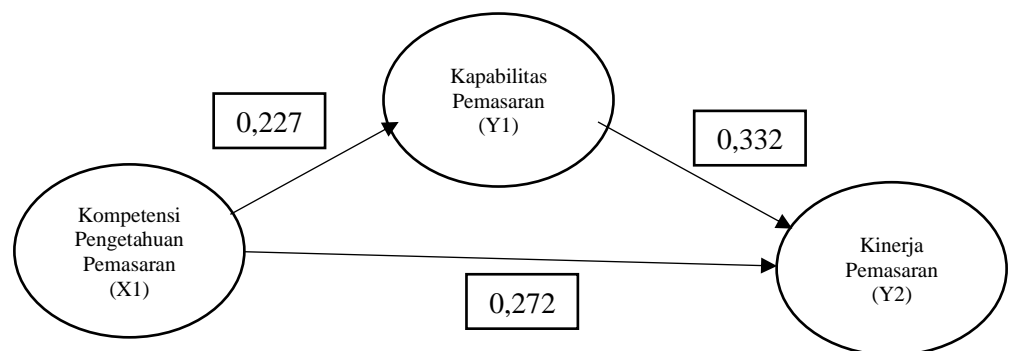 Kapabilitas
Pemasaran
(Y1)
0,227
0,332
Kompetensi
Pengetahuan
Pemasaran
(X1)
Kinerja
Pemasaran
(Y2)
0,272